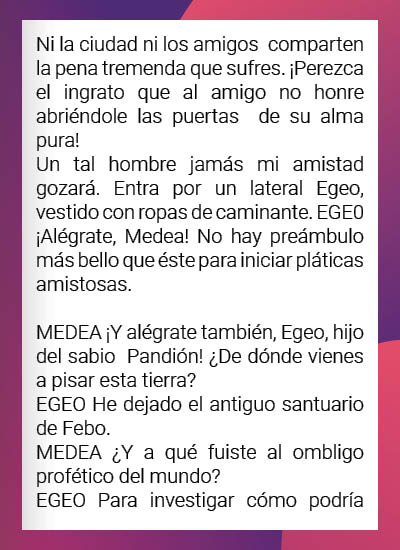 Ni la ciudad ni los amigos comparten
la pena tremenda que sufres. ¡Perezca
el ingrato que al amigo no honre
abriéndole las puertas de su alma
pura!
Un tal hombre jamás mi amistad
gozará. Entra por un lateral Egeo,
vestido con ropas de caminante. EGE0
¡Alégrate, Medea! No hay preámbulo
más bello que éste para iniciar pláticas
amistosas.
MEDEA ¡Y alégrate también, Egeo, hijo
del sabio Pandión! ¿De dónde vienes
a pisar esta tierra?
EGEO He dejado el antiguo santuario
de Febo.
MEDEA ¿Y a qué fuiste al ombligo
profético del mundo?
EGEO Para investigar cómo podría